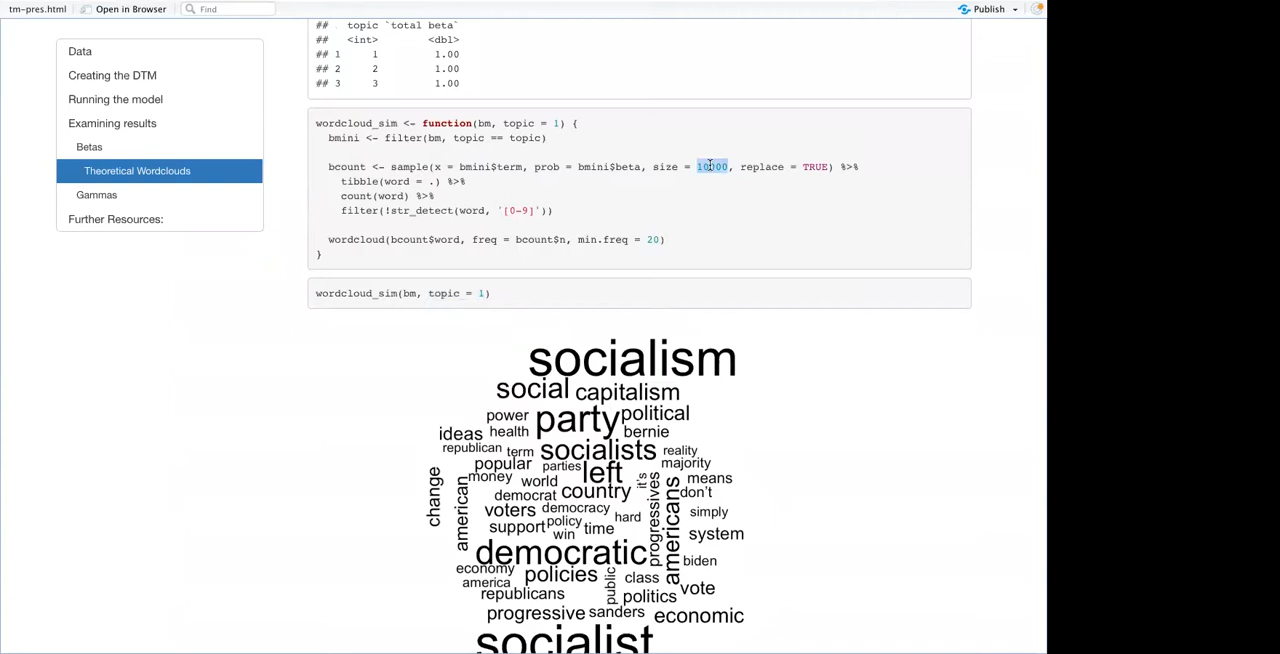 tm-pres.html Open in Browser Find Publish
Data
Creating the DTM
Running the model
Examining results
Betas
Theoretical Wordclouds
Gammas
Further Resources:
## topic `total beta`
## <int> <dbl>
## 1 1 1.00
## 2 2 1.00
## 3 3 1.00
wordcloud_sim <- function(bm, topic = 1) {
bmini <- filter(bm, topic == topic)
bcount <- sample(x = bmini$term, prob = bmini$beta, size = 10000, replace = TRUE) %>%
tibble(word = .) %>%
count(word) %>%
filter(!str_detect(word, '[0-9]'))
wordcloud(bcount$word, freq = bcount$n, min.freq = 20)
}
wordcloud_sim(bm, topic = 1)
socialism
social capitalism
power party political
ideas health bernie
republican term socialists reality
popular parties left majority
money world it's means
change american democrat country progressives americans don't
voters democracy simply
support policy time hard
win system
democratic
economy biden
america policies public class vote
republicans politics
progressive sanders economic
socialist